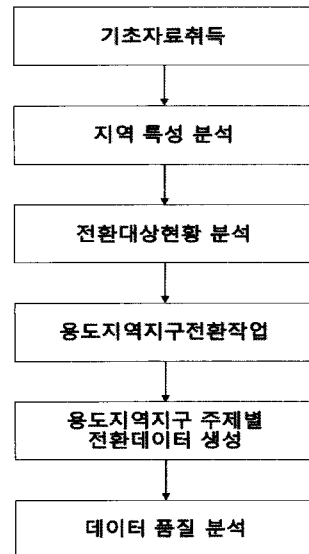 기초자료취득
지역 특성 분석
전환대상현황 분석
용도지역지구전환작업
용도지역지구 주제별
전환데이터 생성
데이터 품질 분석